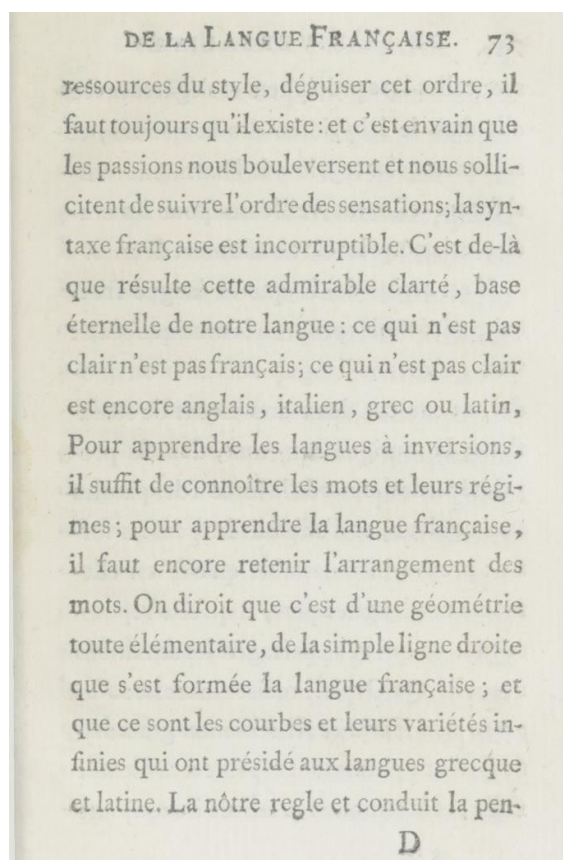 DE LA LANGUE FRANÇAISE. 73
ressources du style, déguiser cet ordre, il
faut toujours qu'il existe : et c'est en vain que
les passions nous bouleversent et nous solli-
citent de suivre l'ordre des sensations; la syn-
taxe française est incorruptible. C'est de-là
que résulte cette admirable clarté, base
éternelle de notre langue : ce qui n'est pas
clair n'est pas français; ce qui n'est pas clair
est encore anglais, italien, grec ou latin,
Pour apprendre les langues à inversions,
il suffit de connoître les mots et leurs régi-
mes; pour apprendre la langue française,
il faut encore retenir l'arrangement des
mots. On diroit que c'est d'une géométrie
toute élémentaire, de la simple ligne droite
que s'est formée la langue française; et
que ce sont les courbes et leurs variétés in-
finies qui ont présidé aux langues grecque
et latine. La nôtre regle et conduit la pen-
D